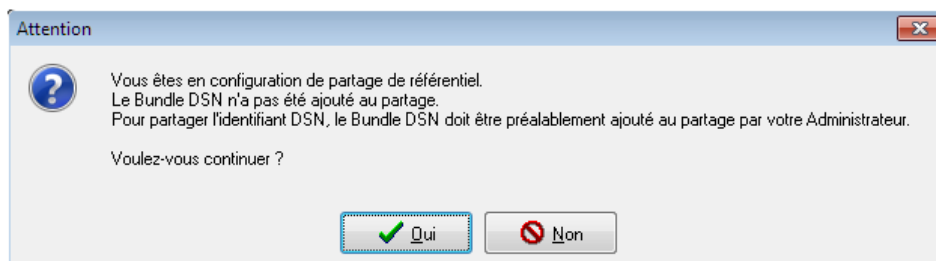 Attention
Vous êtes en configuration de partage de référentiel.
Le Bundle DSN n'a pas été ajouté au partage.
Pour partager l'identifiant DSN, le Bundle DSN doit être préalablement ajouté au partage par votre Administrateur.
Voulez-vous continuer ?
Oui
Non